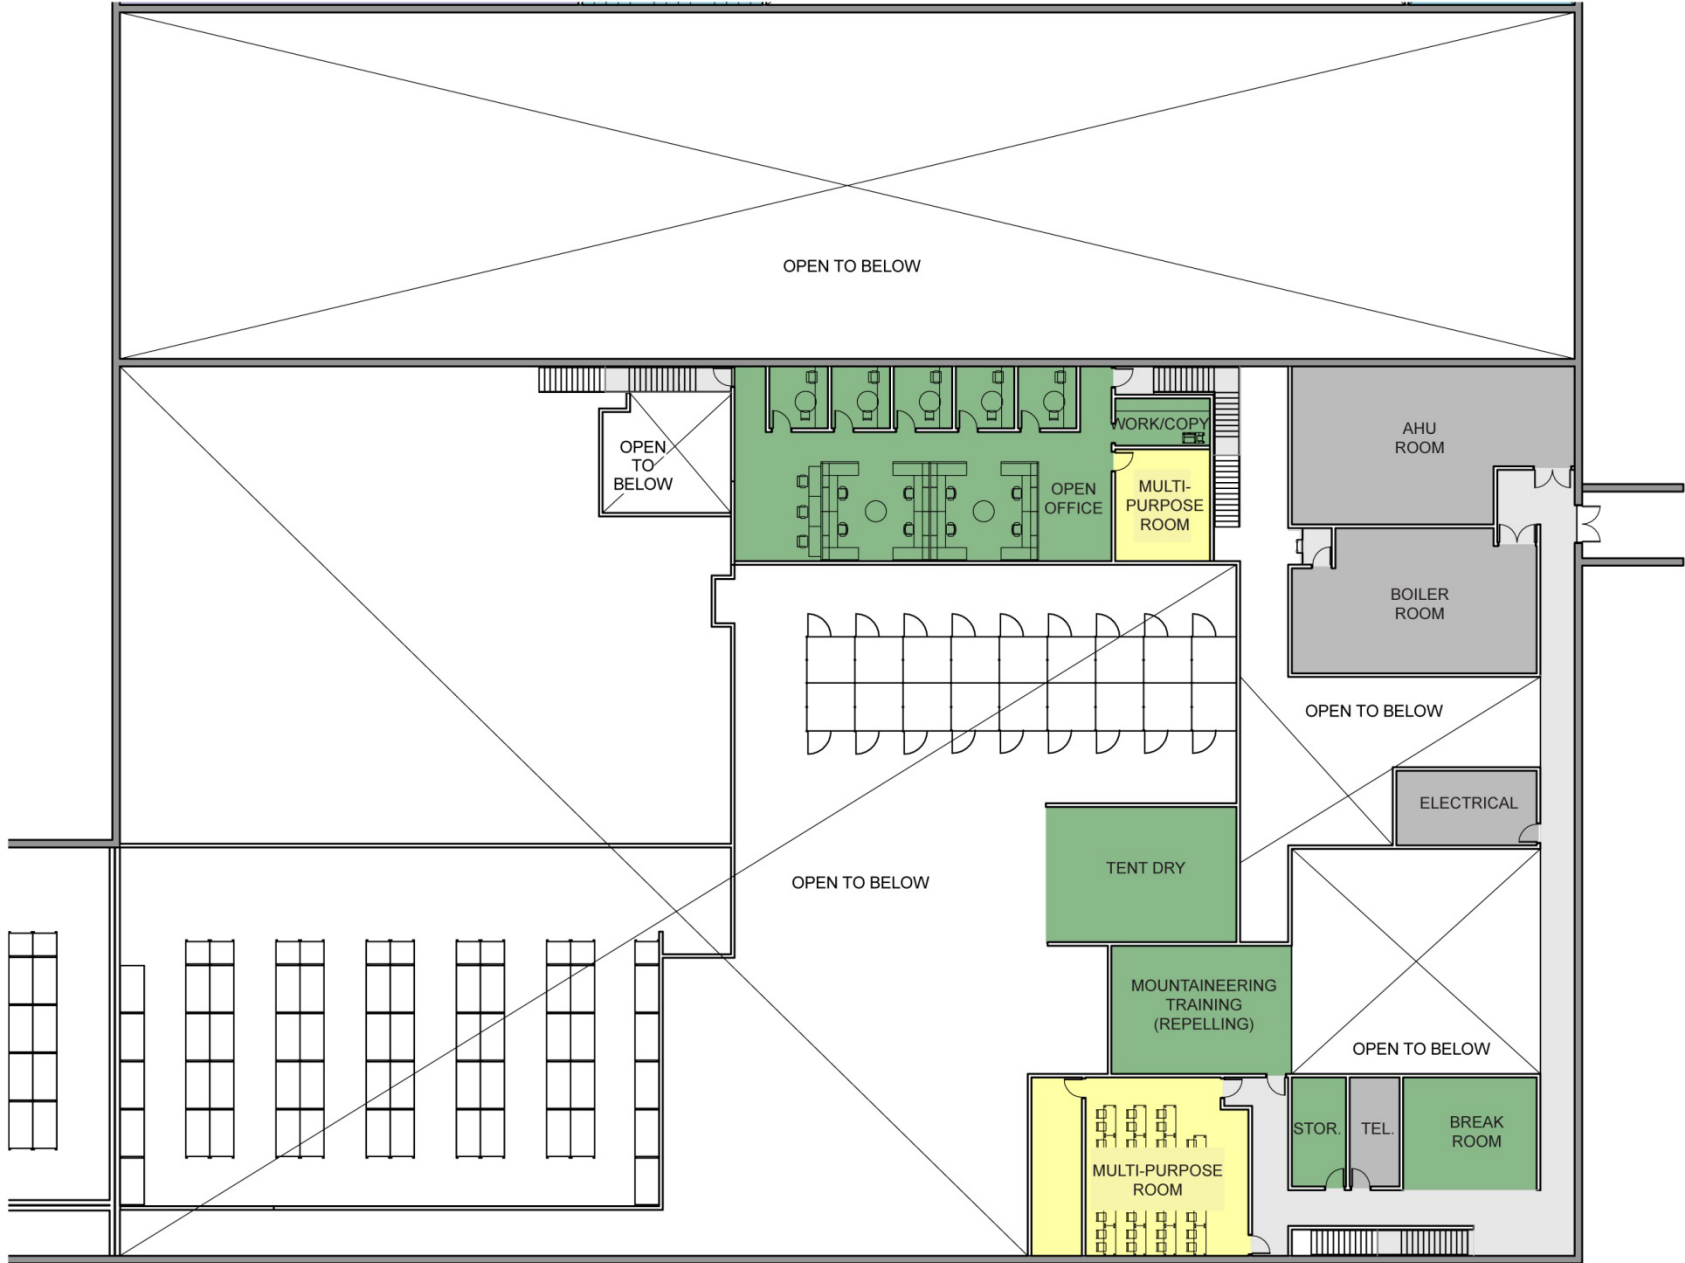 OPEN TO BELOW
OPEN
TO
BELOW
WORK/COPY
OPEN
OFFICE
MULTI-
PURPOSE
ROOM
AHU
ROOM
BOILER
ROOM
OPEN TO BELOW
ELECTRICAL
TENT DRY
OPEN TO BELOW
MOUNTAINEERING
TRAINING
(REPELLING)
OPEN TO BELOW
STOR.
TEL.
BREAK
ROOM
MULTI-PURPOSE
ROOM